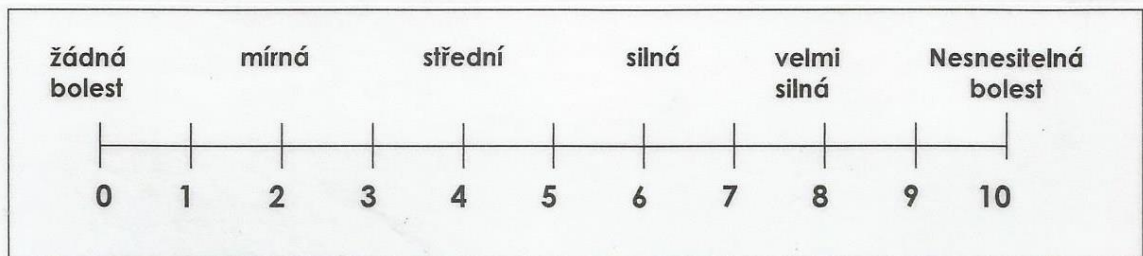 žádná bolest
mírná
střední
silná
velmi silná
Nesnesitelná bolest
0 1 2 3 4 5 6 7 8 9 10